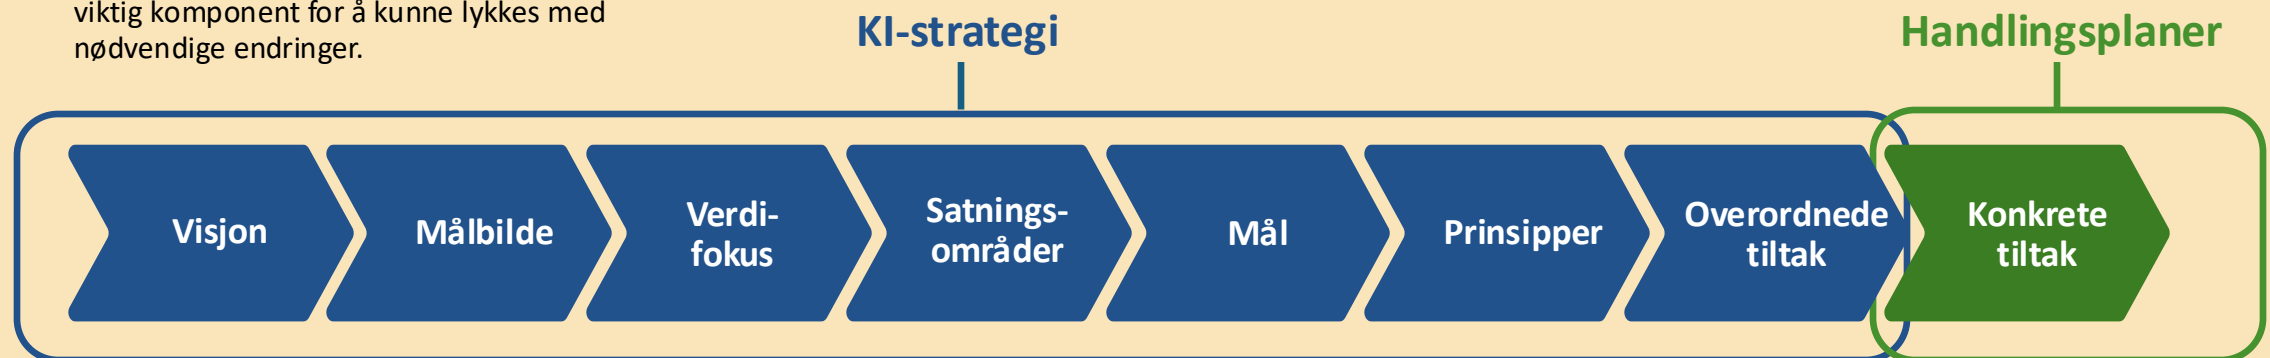 viktig komponent for å kunne lykkes med
nødvendige endringer.
KI-strategi
Handlingsplaner
Visjon
Målbilde
Verdi-
fokus
Satnings-
områder
Mål
Prinsipper
Overordnede
tiltak
Konkrete
tiltak